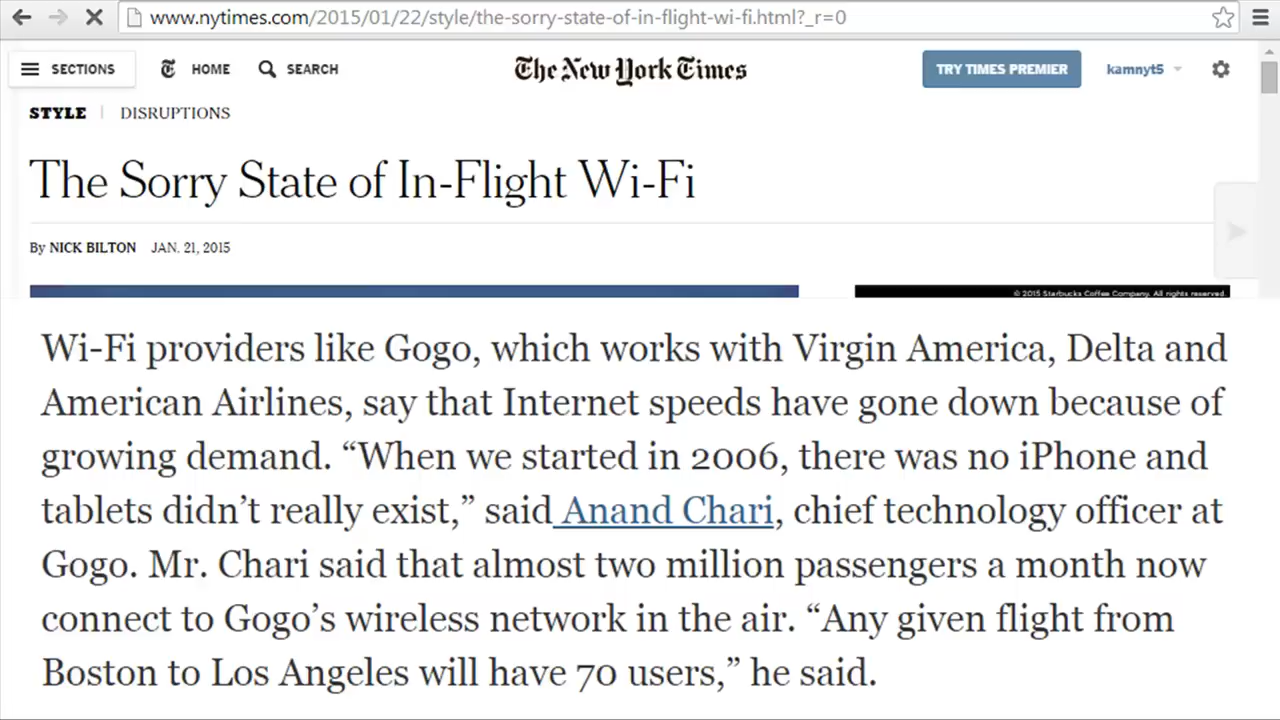 www.nytimes.com/2015/01/22/style/the-sorry-state-of-in-flight-wi-fi.html?_r=0
SECTIONS HOME SEARCH The New York Times TRY TIMES PREMIER kamnyt5
STYLE | DISRUPTIONS
The Sorry State of In-Flight Wi-Fi
By NICK BILTON JAN. 21, 2015
© 2015 Starbucks Coffee Company. All rights reserved.
Wi-Fi providers like Gogo, which works with Virgin America, Delta and
American Airlines, say that Internet speeds have gone down because of
growing demand. “When we started in 2006, there was no iPhone and
tablets didn’t really exist,” said Anand Chari, chief technology officer at
Gogo. Mr. Chari said that almost two million passengers a month now
connect to Gogo’s wireless network in the air. “Any given flight from
Boston to Los Angeles will have 70 users,” he said.